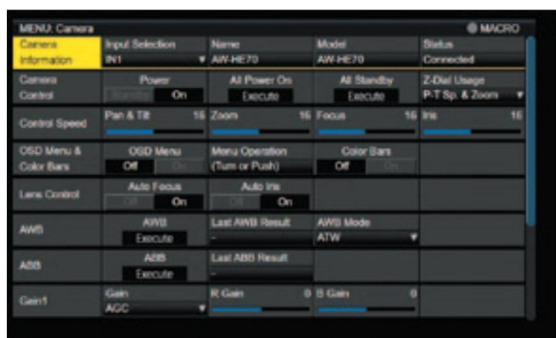 MENU: Camera MACRO
Camera Information
Input Selection Name Model Status
IN1 AW-HE70 AW-HE70 Connected
Camera Control
Power All Power On All Standby Z-Dial Usage
Standby On Execute Execute P-T Sp. & Zoom
Control Speed
Pan & Tilt 16 Zoom 16 Focus 16 Iris 16
OSD Menu & Color Bars
OSD Menu Menu Operation Color Bars
Off On (Turn or Push) Off On
Lens Control
Auto Focus Auto Iris
Off On Off On
AWB
AWB Last AWB Result AWB Mode
Execute - ATW
ABB
ABB Last ABB Result
Execute -
Gain1
Gain R Gain 0 B Gain 0
AGC